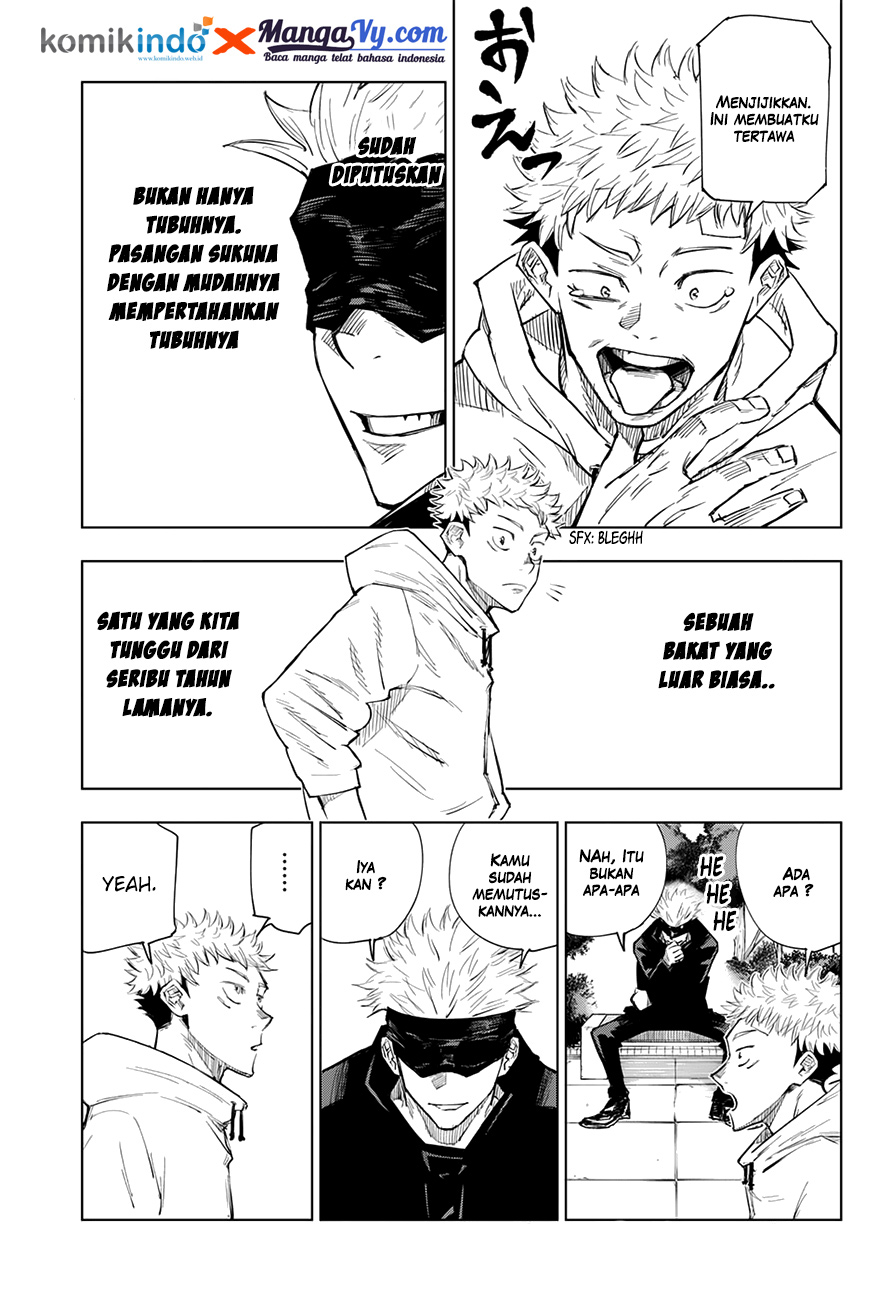 komikindo
www.komikindo.web.id
MangaVy.com
Baca manga telat bahasa indonesia
おえっ
MENJIJIKKAN.
INI MEMBUATKU
TERTAWA
SFX: BLEGHH
SUDAH
DIPUTUSKAN
BUKAN HANYA
TUBUHNYA.
PASANGAN SUKUNA
DENGAN MUDAHNYA
MEMPERTAHANKAN
TUBUHNYA
SEBUAH
BAKAT YANG
LUAR BIASA..
SATU YANG KITA
TUNGGU DARI
SERIBU TAHUN
LAMANYA.
ADA
APA ?
HE
HE
HE
NAH, ITU
BUKAN
APA-APA
KAMU
SUDAH
MEMUTUS-
KANNYA...
IYA
KAN ?
......
YEAH.